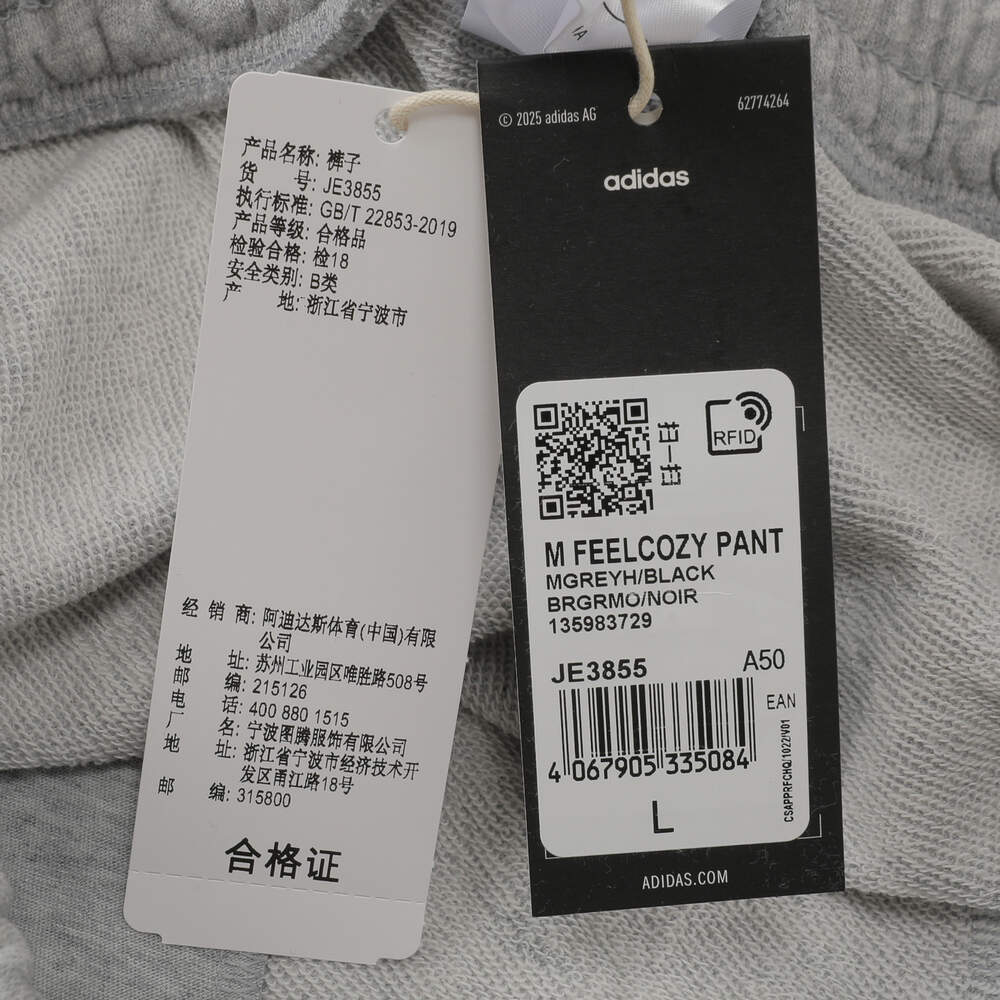 产品名称: 裤子
货 号: JE3855
执行标准: GB/T 22853-2019
产品等级: 合格品
检验合格: 检18
安全类别: B类
产 地: 浙江省宁波市
经 销 商: 阿迪达斯体育(中国)有限
公司
地 址: 苏州工业园区唯胜路508号
邮 编: 215126
电 话: 400 880 1515
厂 名: 宁波图腾服饰有限公司
地 址: 浙江省宁波市经济技术开
发区甬江路18号
邮 编: 315800
合格证
IA
© 2025 adidas AG
62774264
adidas
RFID
M FEELCOZY PANT
MGREYH/BLACK
BRGRMO/NOIR
135983729
JE3855 A50
EAN
4 067905 335084
CSAPPRFCHQ/1022/V01
L
ADIDAS.COM